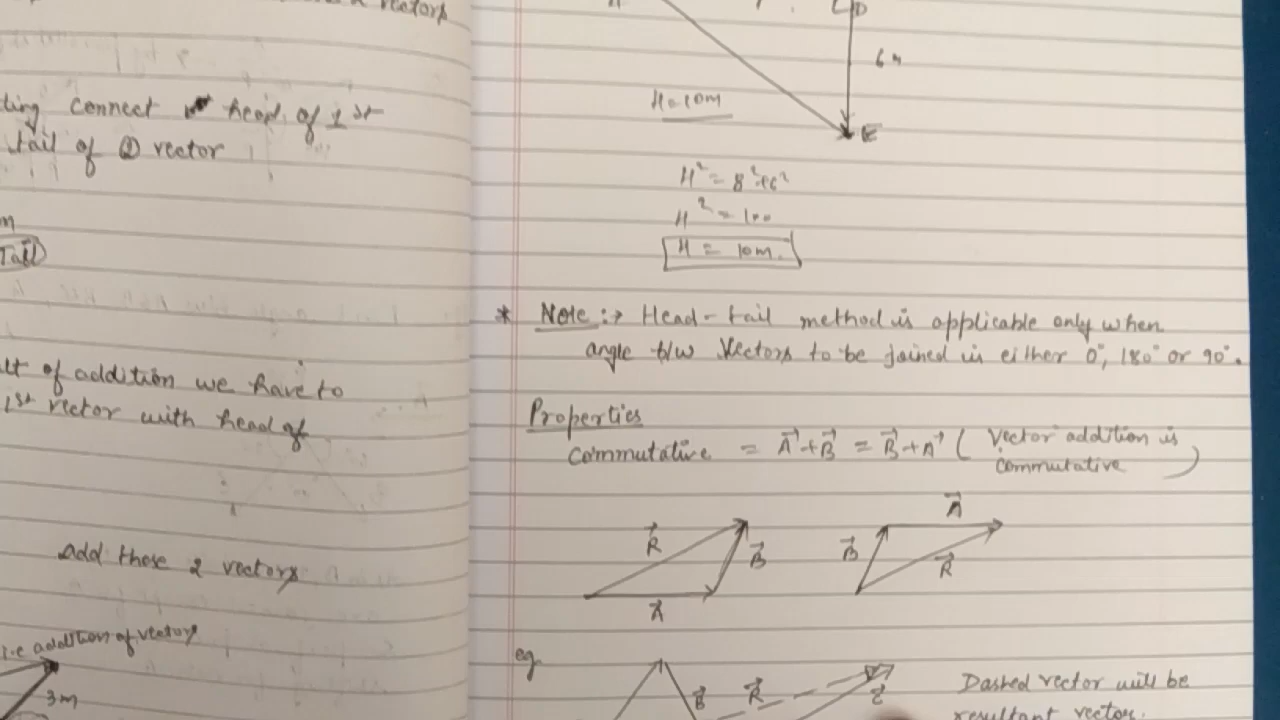 2 vectors
ting connect head of 1st
tail of ② vector
m
Tail
lt of addition we have to
1st vector with head of
Add these 2 vectors
i.e addition of vectors
3m
D
6 m
H = 10m
E
H² = 8²+6²
H² = 100
H = 10m.
* Note :→ Head-tail method is applicable only when
angle b/w vectors to be joined is either 0°, 180° or 90°.
Properties
Commutative = A⃗+B⃗ = B⃗+A⃗ ( Vector addition is
commutative )
R⃗ B⃗ A⃗
A⃗ B⃗ R⃗
eg
B⃗ R⃗ C⃗
Dashed vector will be
resultant vector.